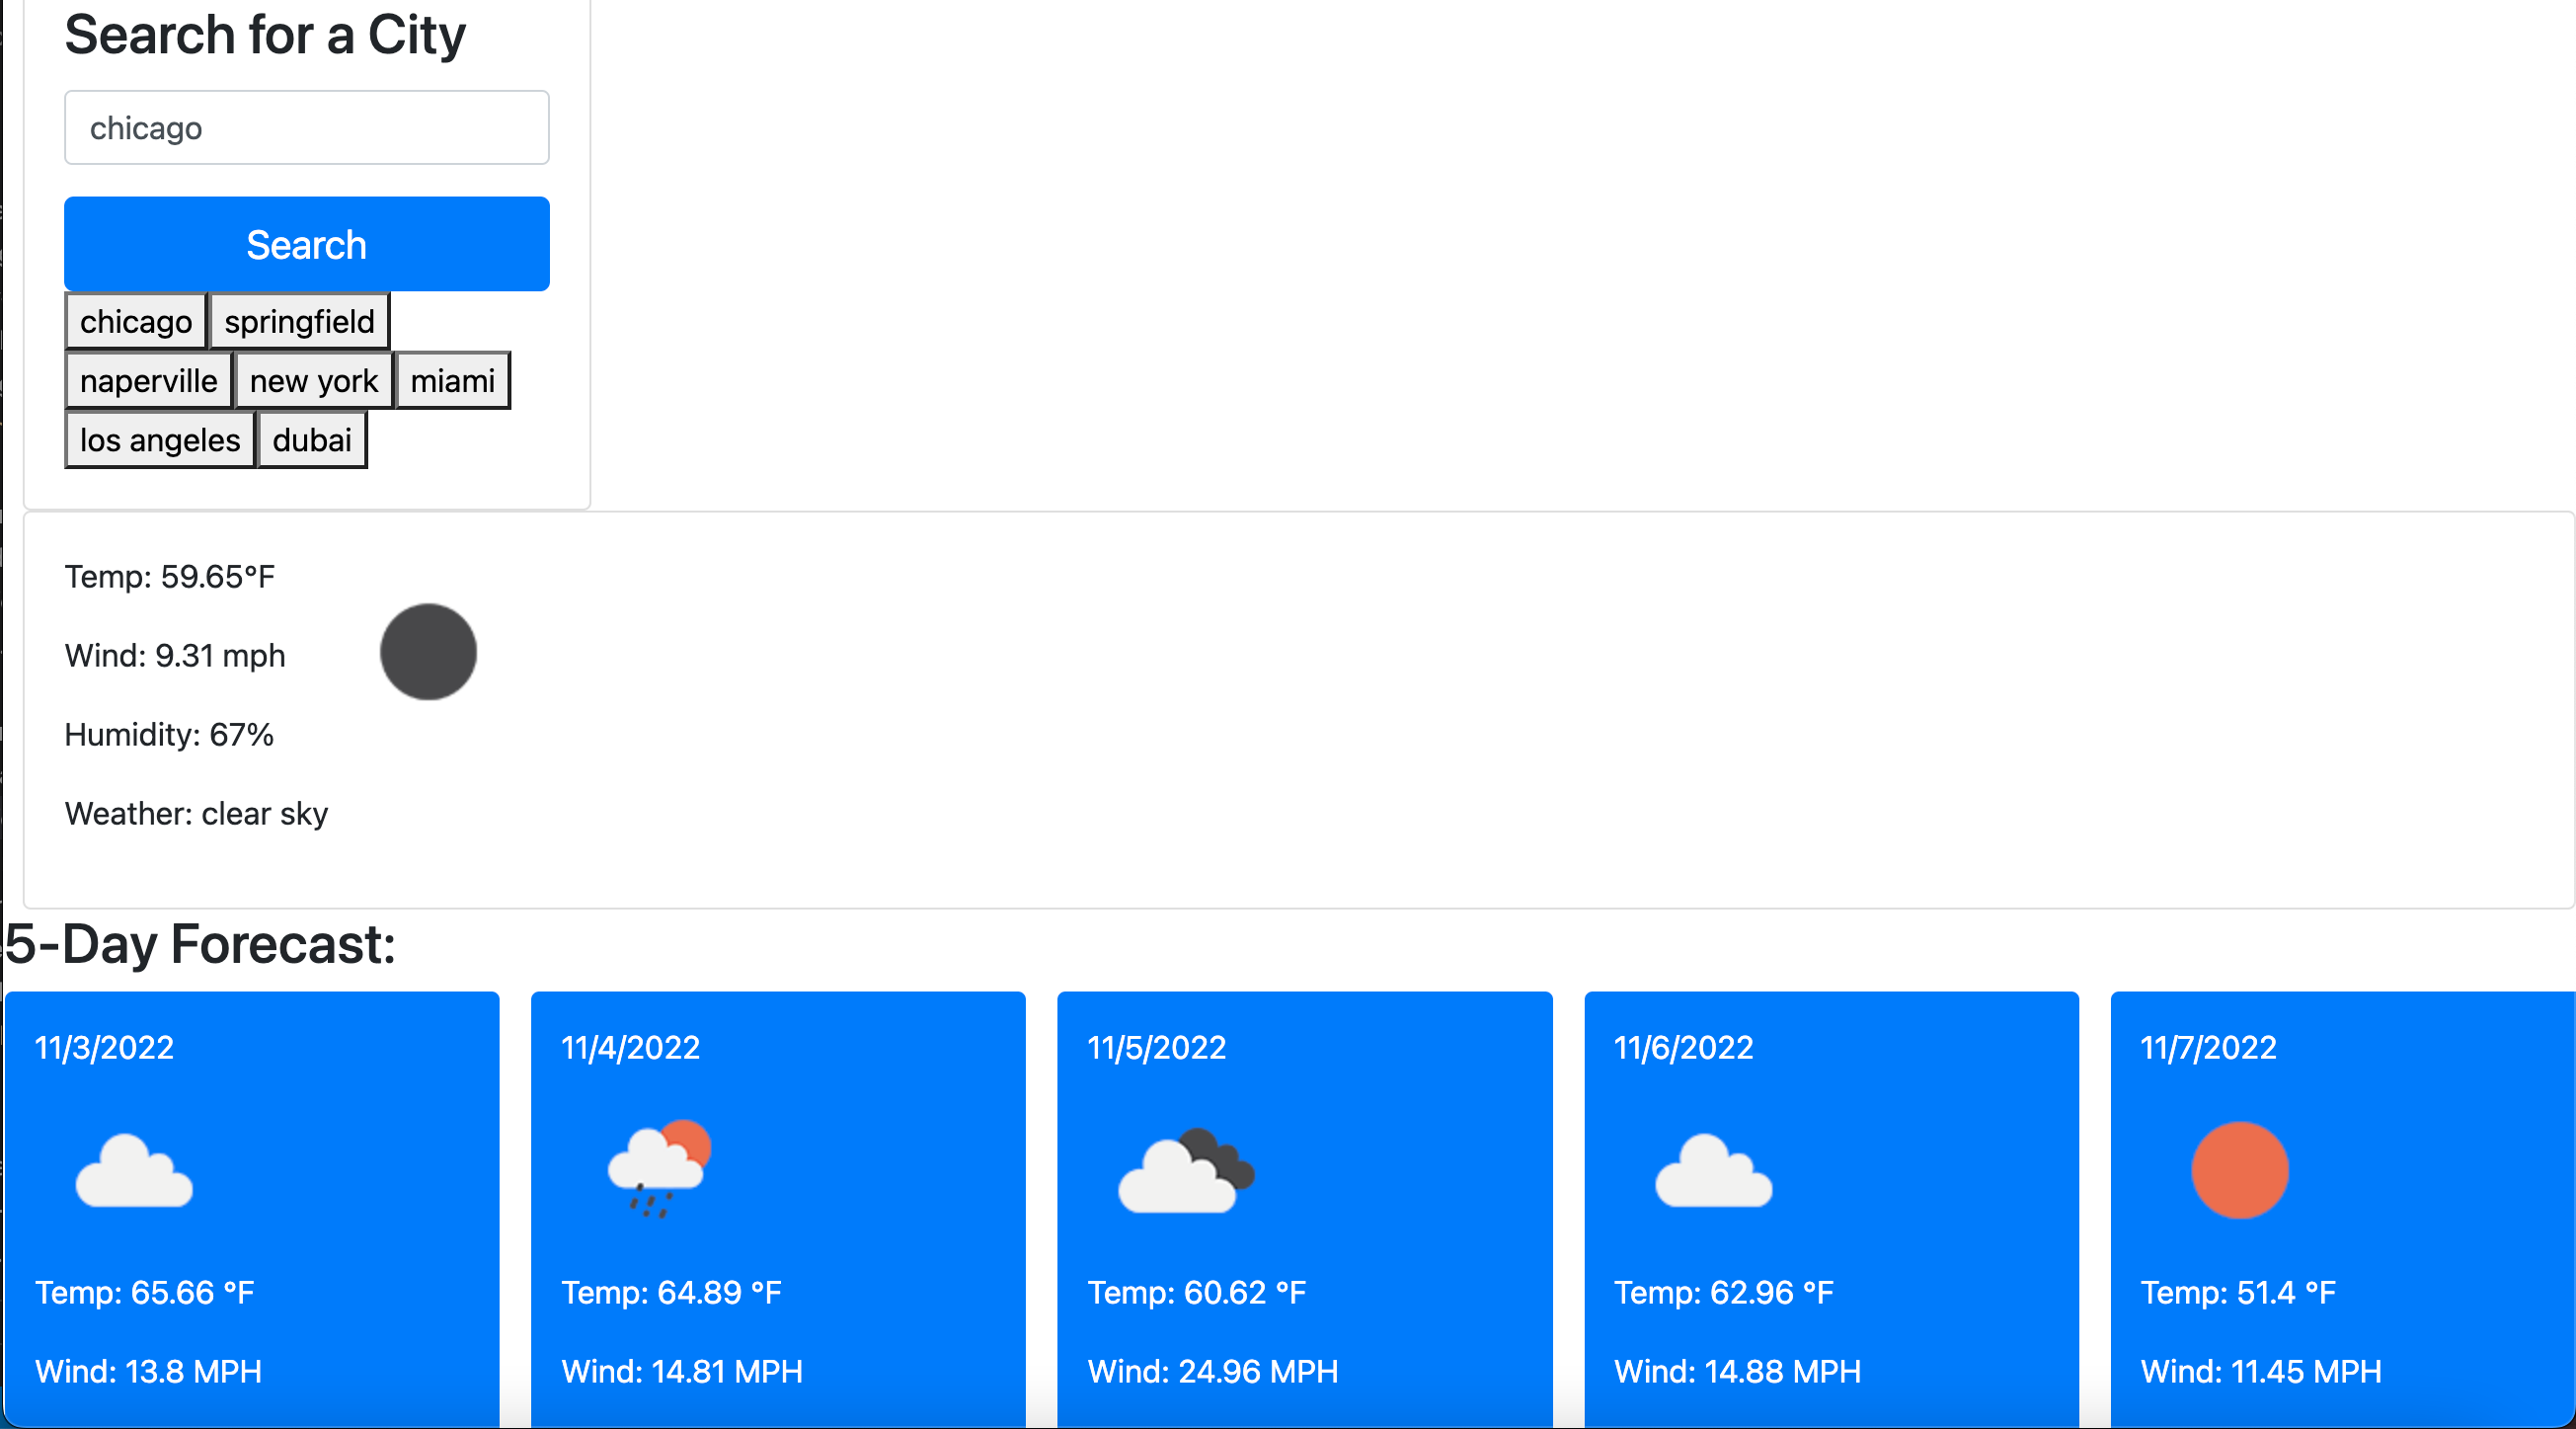 Search for a City
chicago
Search
chicago springfield
naperville new york miami
los angeles dubai
Temp: 59.65°F
Wind: 9.31 mph
Humidity: 67%
Weather: clear sky
5-Day Forecast:
11/3/2022
Temp: 65.66 °F
Wind: 13.8 MPH
11/4/2022
Temp: 64.89 °F
Wind: 14.81 MPH
11/5/2022
Temp: 60.62 °F
Wind: 24.96 MPH
11/6/2022
Temp: 62.96 °F
Wind: 14.88 MPH
11/7/2022
Temp: 51.4 °F
Wind: 11.45 MPH